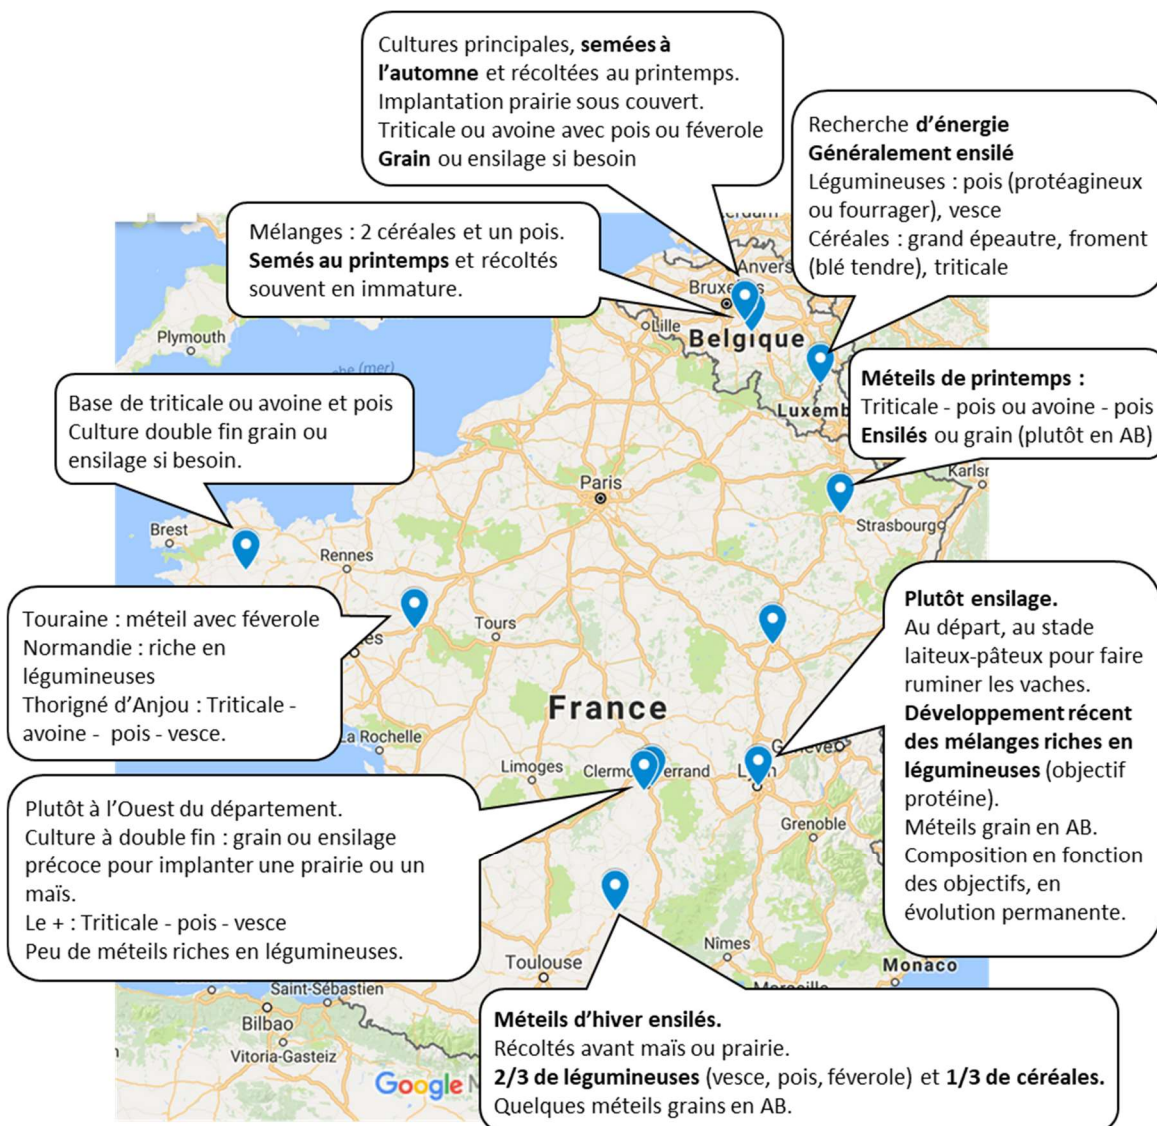 Cultures principales, semées à
l’automne et récoltées au printemps.
Implantation prairie sous couvert.
Triticale ou avoine avec pois ou féverole
Grain ou ensilage si besoin
Recherche d’énergie
Généralement ensilé
Légumineuses : pois (protéagineux
ou fourrager), vesce
Céréales : grand épeautre, froment
(blé tendre), triticale
Mélanges : 2 céréales et un pois.
Semés au printemps et récoltés
souvent en immature.
Anvers
Plymouth
Lille
Belgique
Méteils de printemps :
Triticale - pois ou avoine - pois
Ensilés ou grain (plutôt en AB)
Luxemb
(mer)
Base de triticale ou avoine et pois
Culture double fin grain ou
ensilage si besoin.
Paris
Karlsr
Strasbourg
Brest
Rennes
Touraine : méteil avec féverole
Normandie : riche en
légumineuses
Thorigné d’Anjou : Triticale -
avoine - pois - vesce.
Tours
Plutôt ensilage.
Au départ, au stade
laiteux-pâteux pour faire
ruminer les vaches.
Développement récent
des mélanges riches en
légumineuses (objectif
protéine).
Méteils grain en AB.
Composition en fonction
des objectifs, en
évolution permanente.
France
La Rochelle
Limoges
Grenoble
Plutôt à l’Ouest du département.
Culture à double fin : grain ou ensilage
précoce pour implanter une prairie ou un
maïs.
Le + : Triticale - pois - vesce
Peu de méteils riches en légumineuses.
Nîmes
Toulouse
Monaco
Saint-Sébastien
Bilbao
Vitoria-Gasteiz
Google
Méteils d’hiver ensilés.
Récoltés avant maïs ou prairie.
2/3 de légumineuses (vesce, pois, féverole) et 1/3 de céréales.
Quelques méteils grains en AB.